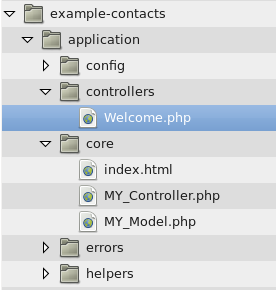 example-contacts
application
config
controllers
Welcome.php
core
index.html
MY_Controller.php
MY_Model.php
errors
helpers